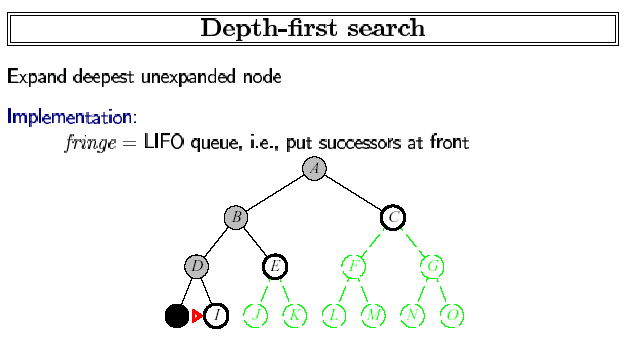 Depth-first search
Expand deepest unexpanded node
Implementation:
fringe = LIFO queue, i.e., put successors at front
A
B C
D E F G
I J K L M N O